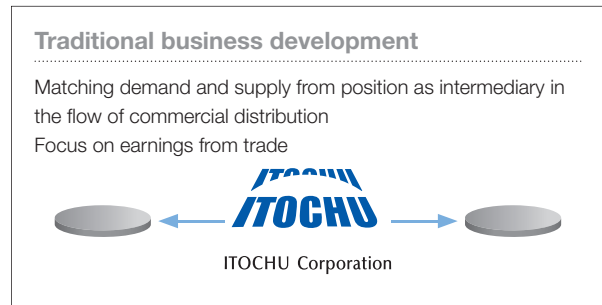 Traditional business development
Matching demand and supply from position as intermediary in
the flow of commercial distribution
Focus on earnings from trade
ITOCHU
ITOCHU
ITOCHU Corporation